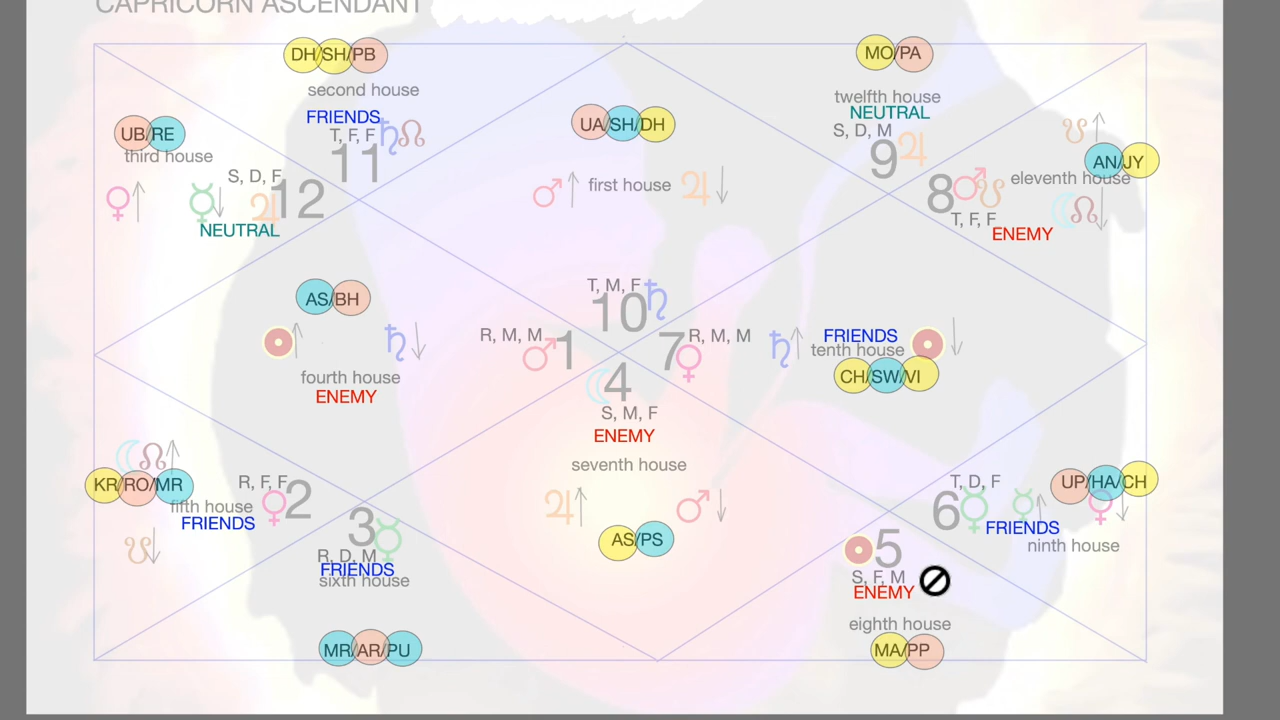 CAPRICORN ASCENDANT
DH/SH/PB
second house
FRIENDS
T, F, F
11
MO/PA
twelfth house
NEUTRAL
S, D, M
9
UB/RE
third house
S, D, F
12
NEUTRAL
UA/SH/DH
first house
AN/JY
eleventh house
8
T, F, F
ENEMY
AS/BH
fourth house
ENEMY
T, M, F
10
R, M, M
1
7
R, M, M
4
S, M, F
ENEMY
seventh house
AS/PS
FRIENDS
tenth house
CH/SW/VI
KR/RO/MR
fifth house
FRIENDS
R, F, F
2
3
R, D, M
FRIENDS
sixth house
MR/AR/PU
T, D, F
6
UP/HA/CH
FRIENDS
ninth house
5
S, F, M
ENEMY
eighth house
MA/PP